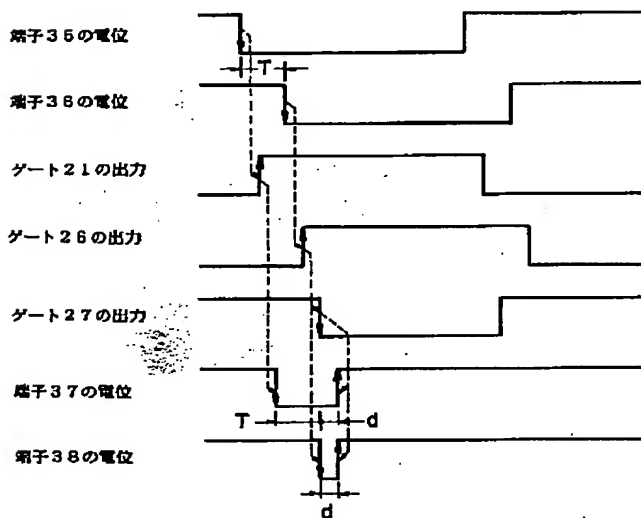 端子35の電位
T
端子36の電位
ゲート21の出力
ゲート26の出力
ゲート27の出力
端子37の電位
T
d
端子38の電位
d